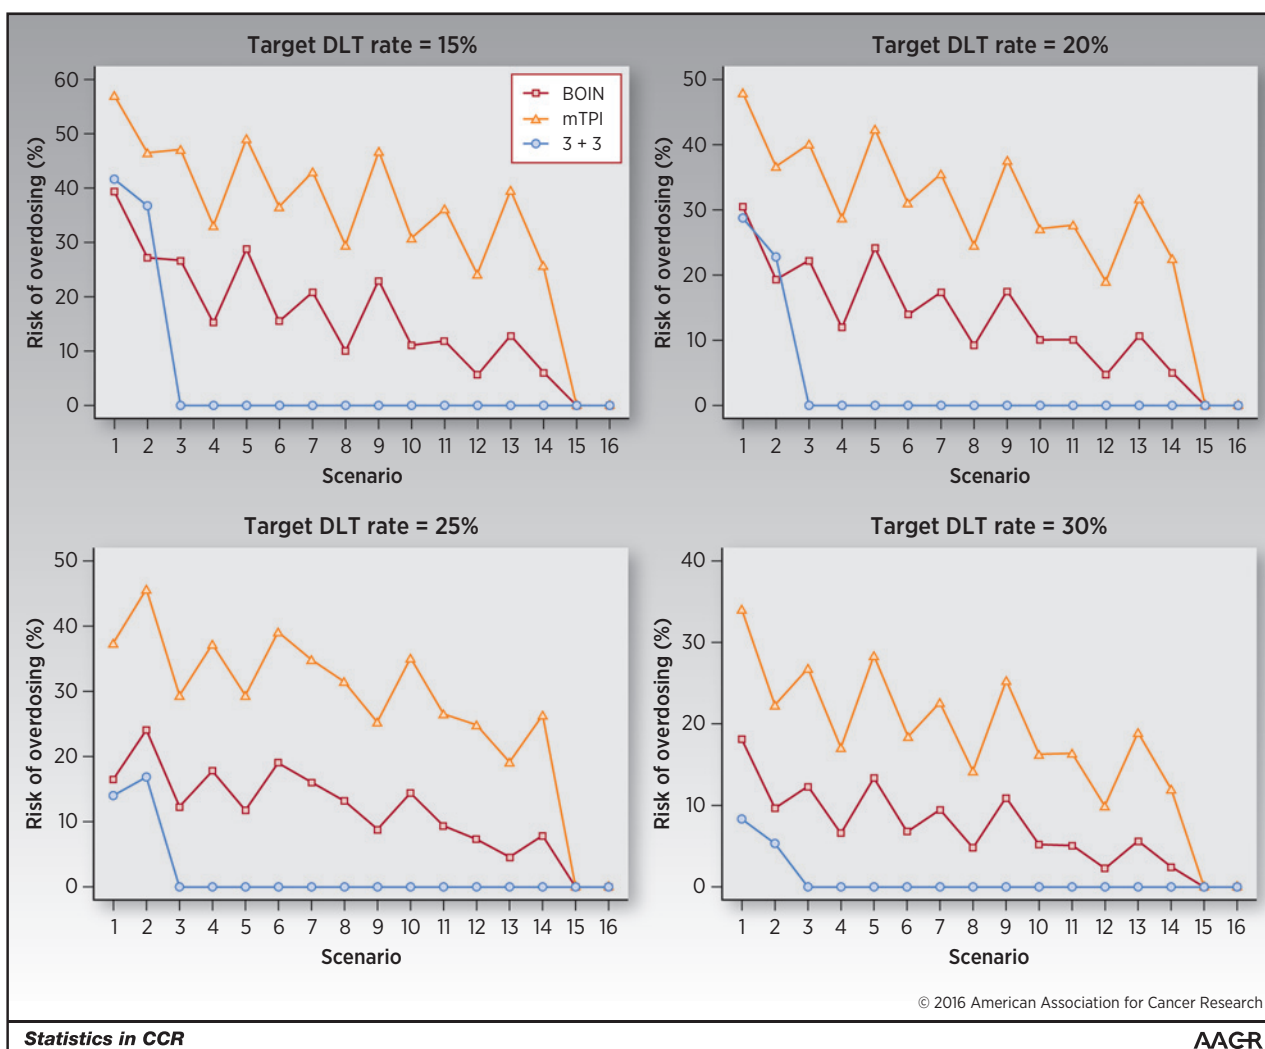 Target DLT rate = 15%
Risk of overdosing (%)
60
50
40
30
20
10
0
BOIN
mTPI
3 + 3
1 2 3 4 5 6 7 8 9 10 11 12 13 14 15 16
Scenario
Target DLT rate = 20%
Risk of overdosing (%)
50
40
30
20
10
0
1 2 3 4 5 6 7 8 9 10 11 12 13 14 15 16
Scenario
Target DLT rate = 25%
Risk of overdosing (%)
50
40
30
20
10
0
1 2 3 4 5 6 7 8 9 10 11 12 13 14 15 16
Scenario
Target DLT rate = 30%
Risk of overdosing (%)
40
30
20
10
0
1 2 3 4 5 6 7 8 9 10 11 12 13 14 15 16
Scenario
© 2016 American Association for Cancer Research
Statistics in CCR
AACR